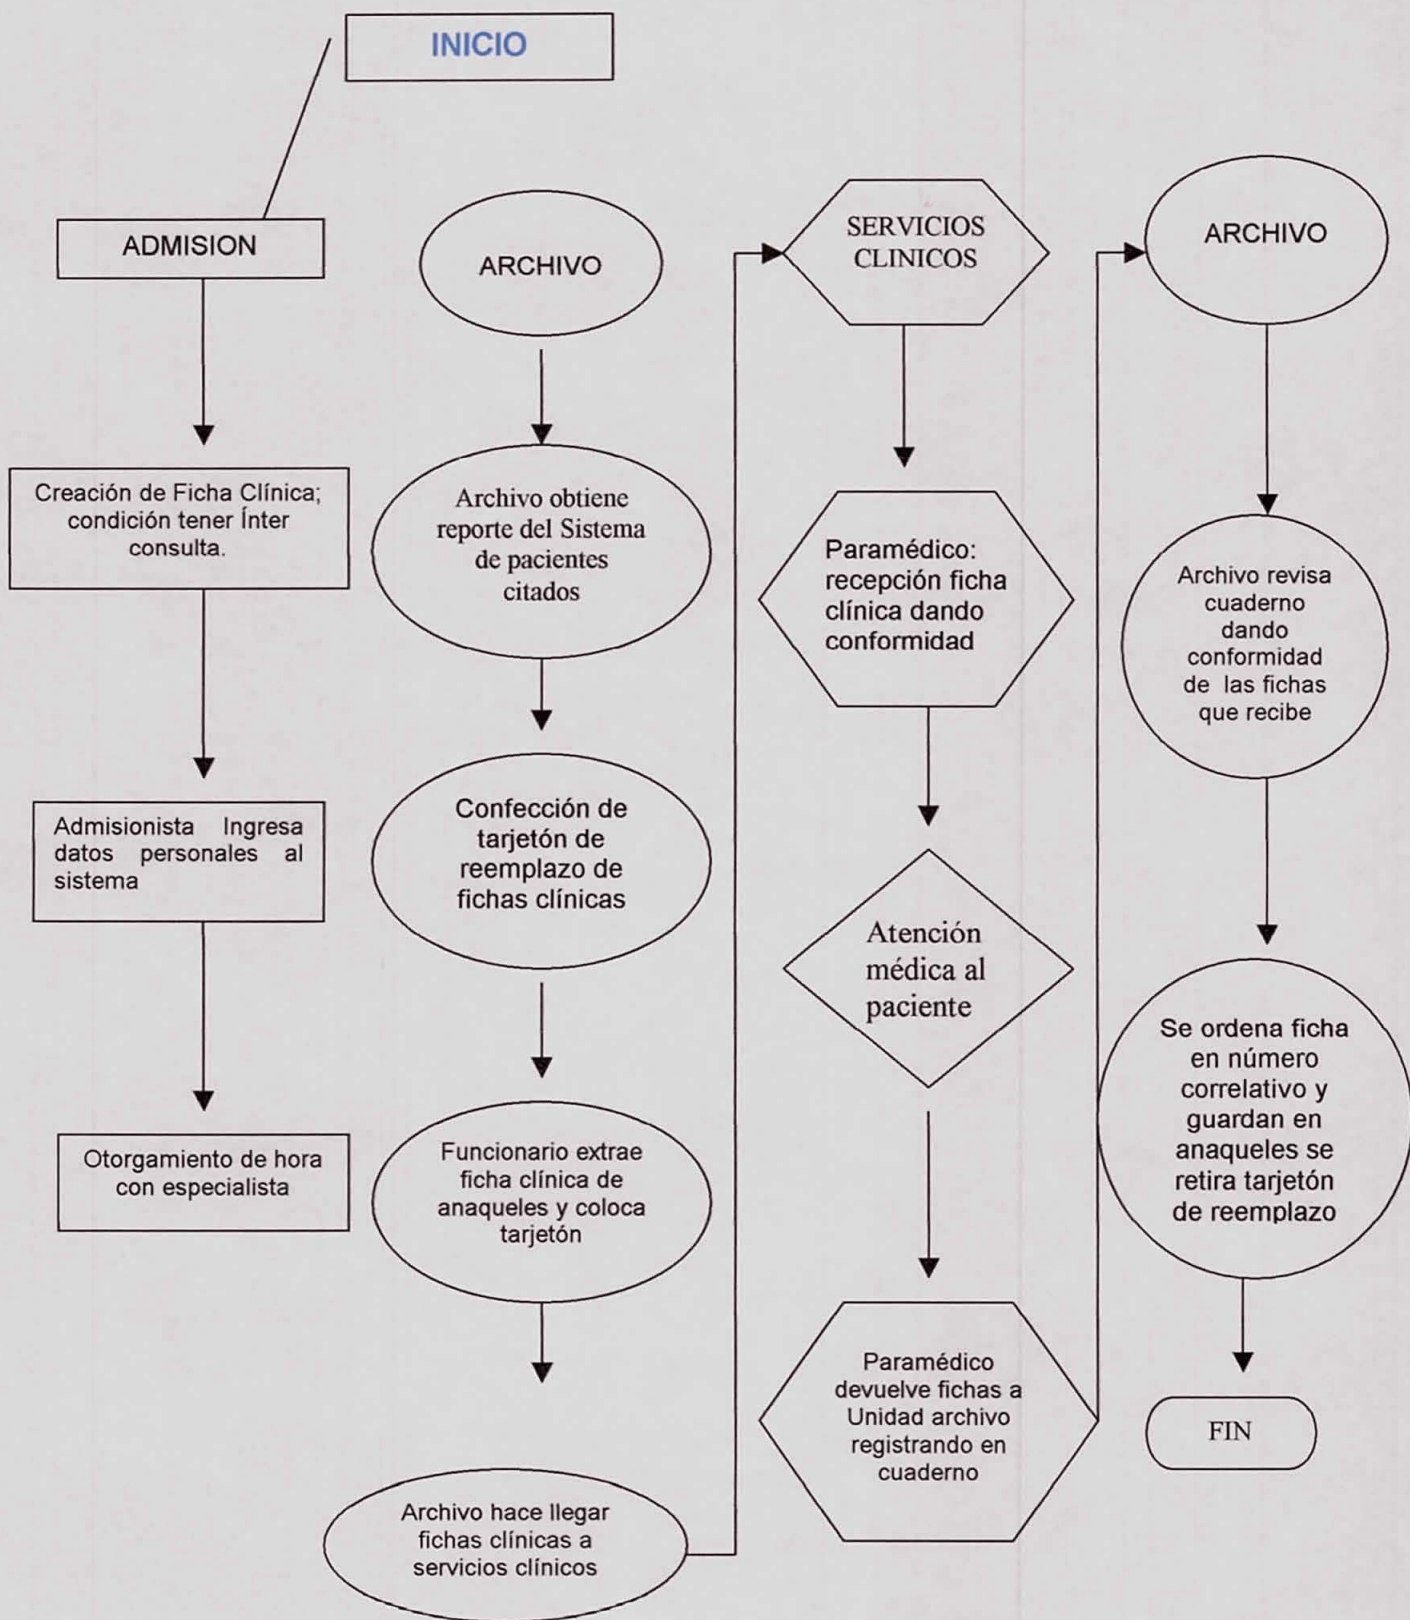 INICIO
ADMISION
Creación de Ficha Clínica;
condición tener Ínter
consulta.
Admisionista Ingresa
datos personales al
sistema
Otorgamiento de hora
con especialista
ARCHIVO
Archivo obtiene
reporte del Sistema
de pacientes
citados
Confección de
tarjetón de
reemplazo de
fichas clínicas
Funcionario extrae
ficha clínica de
anaqueles y coloca
tarjetón
Archivo hace llegar
fichas clínicas a
servicios clínicos
SERVICIOS
CLINICOS
Paramédico:
recepción ficha
clínica dando
conformidad
Atención
médica al
paciente
Paramédico
devuelve fichas a
Unidad archivo
registrando en
cuaderno
ARCHIVO
Archivo revisa
cuaderno
dando
conformidad
de las fichas
que recibe
Se ordena ficha
en número
correlativo y
guardan en
anaqueles se
retira tarjetón
de reemplazo
FIN